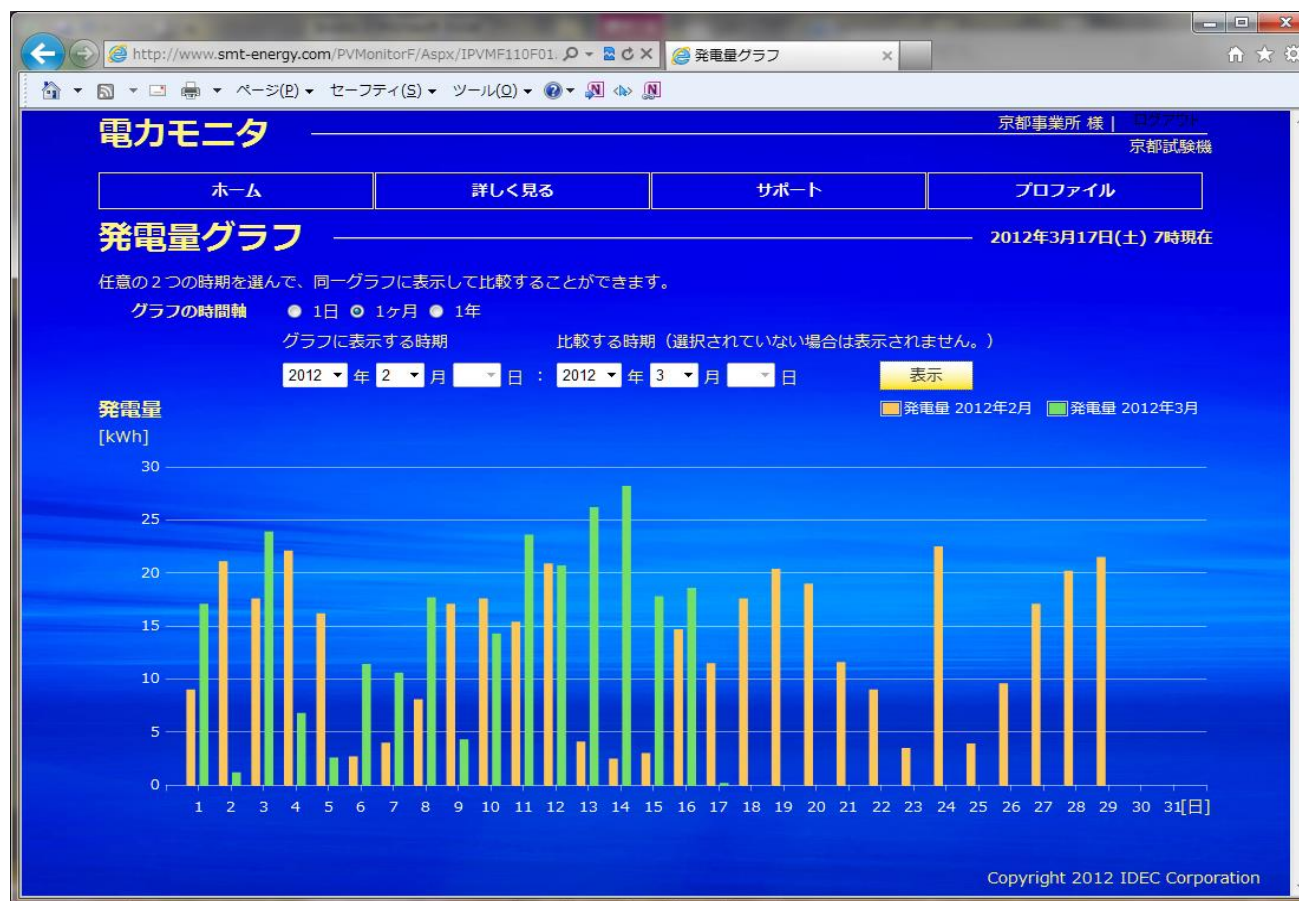 http://www.smt-energy.com/PVMonitorF/Aspx/IPVMF110F01. 発電量グラフ
ページ(P) セーフティ(S) ツール(O)
電力モニタ
京都事業所 様 | ログアウト
京都試験機
ホーム 詳しく見る サポート プロファイル
発電量グラフ 2012年3月17日(土) 7時現在
任意の2つの時期を選んで、同一グラフに表示して比較することができます。
グラフの時間軸 1日 1ヶ月 1年
グラフに表示する時期 比較する時期（選択されていない場合は表示されません。）
2012 年 2 月 日 : 2012 年 3 月 日 表示
発電量 発電量 2012年2月 発電量 2012年3月
[kWh]
30
25
20
15
10
5
0
1 2 3 4 5 6 7 8 9 10 11 12 13 14 15 16 17 18 19 20 21 22 23 24 25 26 27 28 29 30 31[日]
Copyright 2012 IDEC Corporation